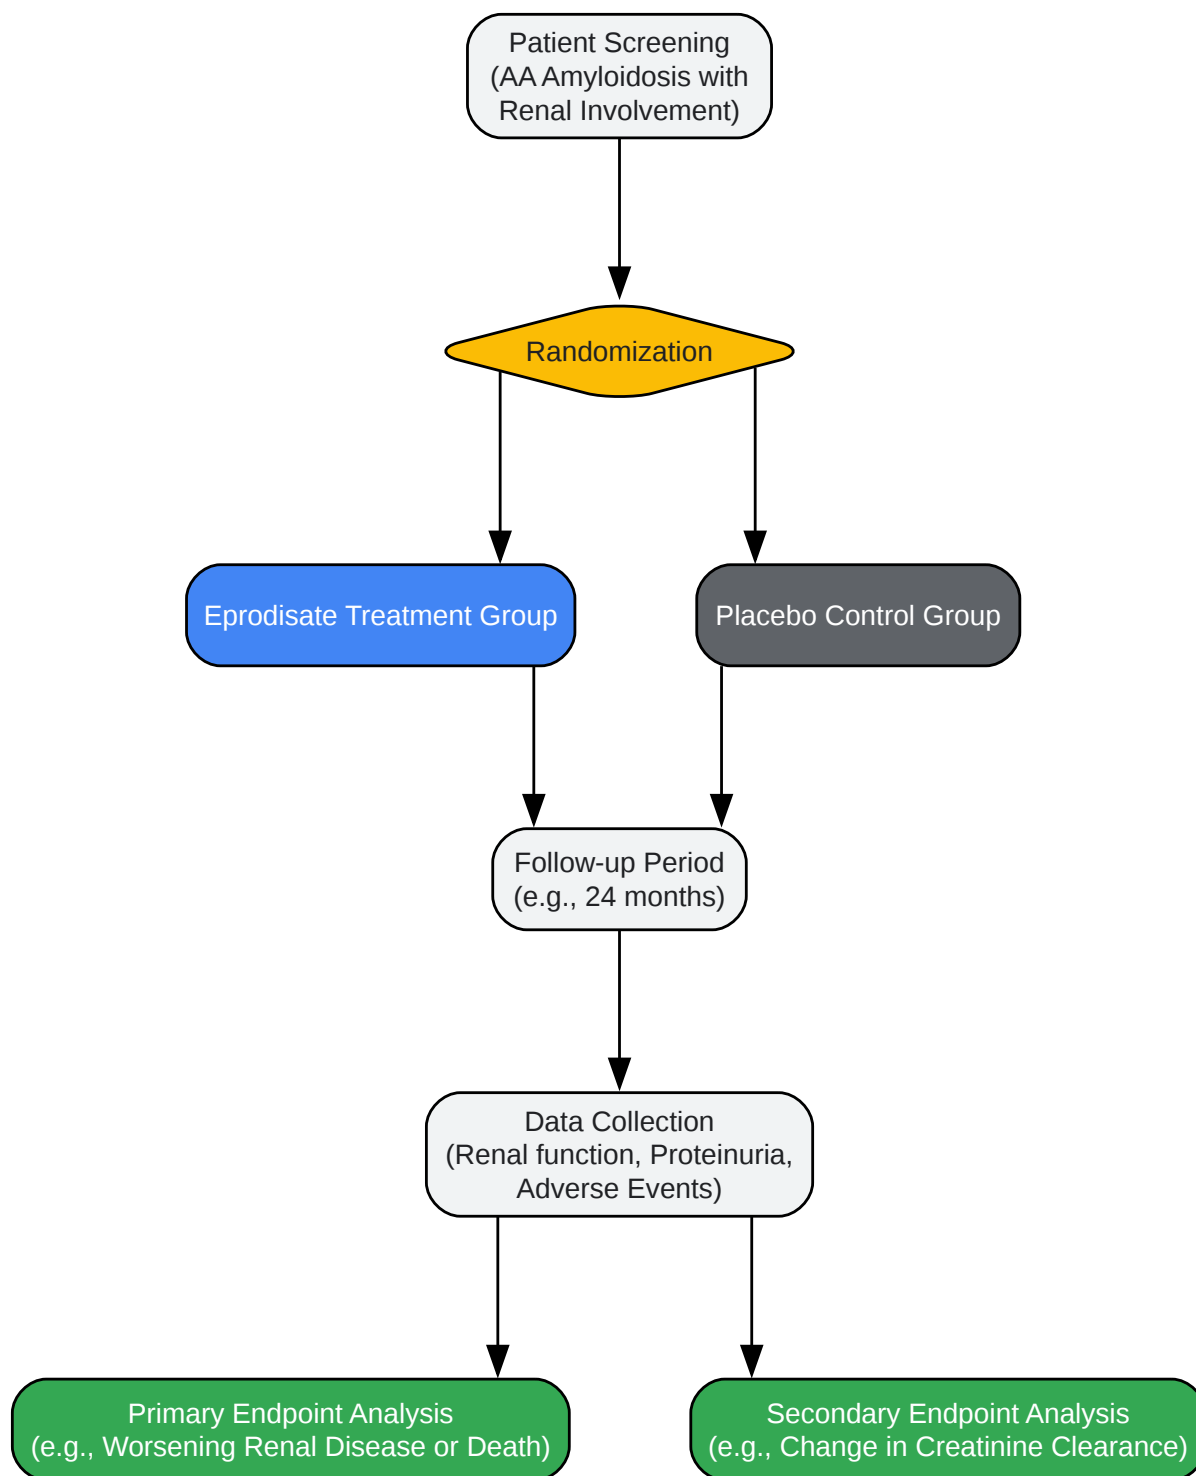 Patient Screening
(AA Amyloidosis with
Renal Involvement)
Randomization
Eprodisate Treatment Group
Placebo Control Group
Follow-up Period
(e.g., 24 months)
Data Collection
(Renal function, Proteinuria,
Adverse Events)
Primary Endpoint Analysis
(e.g., Worsening Renal Disease or Death)
Secondary Endpoint Analysis
(e.g., Change in Creatinine Clearance)